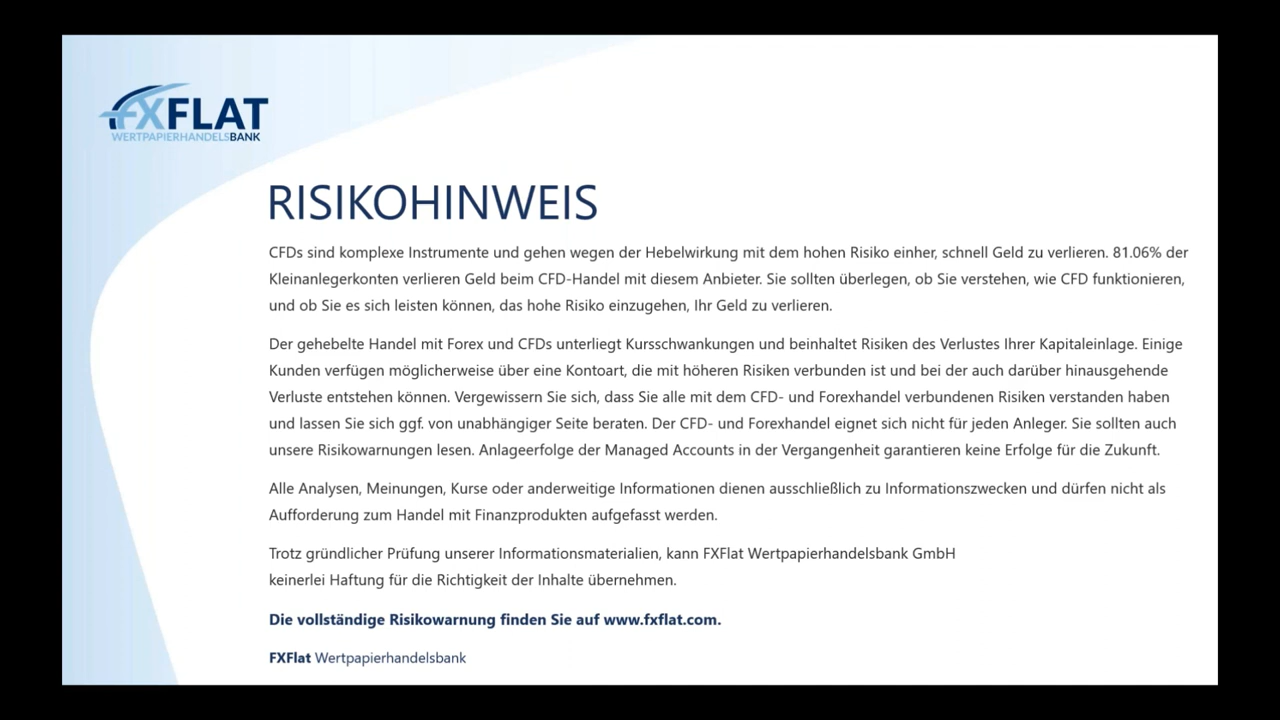 FXFLAT
WERTPAPIERHANDELSBANK
RISIKOHINWEIS
CFDs sind komplexe Instrumente und gehen wegen der Hebelwirkung mit dem hohen Risiko einher, schnell Geld zu verlieren. 81.06% der
Kleinanlegerkonten verlieren Geld beim CFD-Handel mit diesem Anbieter. Sie sollten überlegen, ob Sie verstehen, wie CFD funktionieren,
und ob Sie es sich leisten können, das hohe Risiko einzugehen, Ihr Geld zu verlieren.
Der gehebelte Handel mit Forex und CFDs unterliegt Kursschwankungen und beinhaltet Risiken des Verlustes Ihrer Kapitaleinlage. Einige
Kunden verfügen möglicherweise über eine Kontoart, die mit höheren Risiken verbunden ist und bei der auch darüber hinausgehende
Verluste entstehen können. Vergewissern Sie sich, dass Sie alle mit dem CFD- und Forexhandel verbundenen Risiken verstanden haben
und lassen Sie sich ggf. von unabhängiger Seite beraten. Der CFD- und Forexhandel eignet sich nicht für jeden Anleger. Sie sollten auch
unsere Risikowarnungen lesen. Anlageerfolge der Managed Accounts in der Vergangenheit garantieren keine Erfolge für die Zukunft.
Alle Analysen, Meinungen, Kurse oder anderweitige Informationen dienen ausschließlich zu Informationszwecken und dürfen nicht als
Aufforderung zum Handel mit Finanzprodukten aufgefasst werden.
Trotz gründlicher Prüfung unserer Informationsmaterialien, kann FXFlat Wertpapierhandelsbank GmbH
keinerlei Haftung für die Richtigkeit der Inhalte übernehmen.
Die vollständige Risikowarnung finden Sie auf www.fxflat.com.
FXFlat Wertpapierhandelsbank